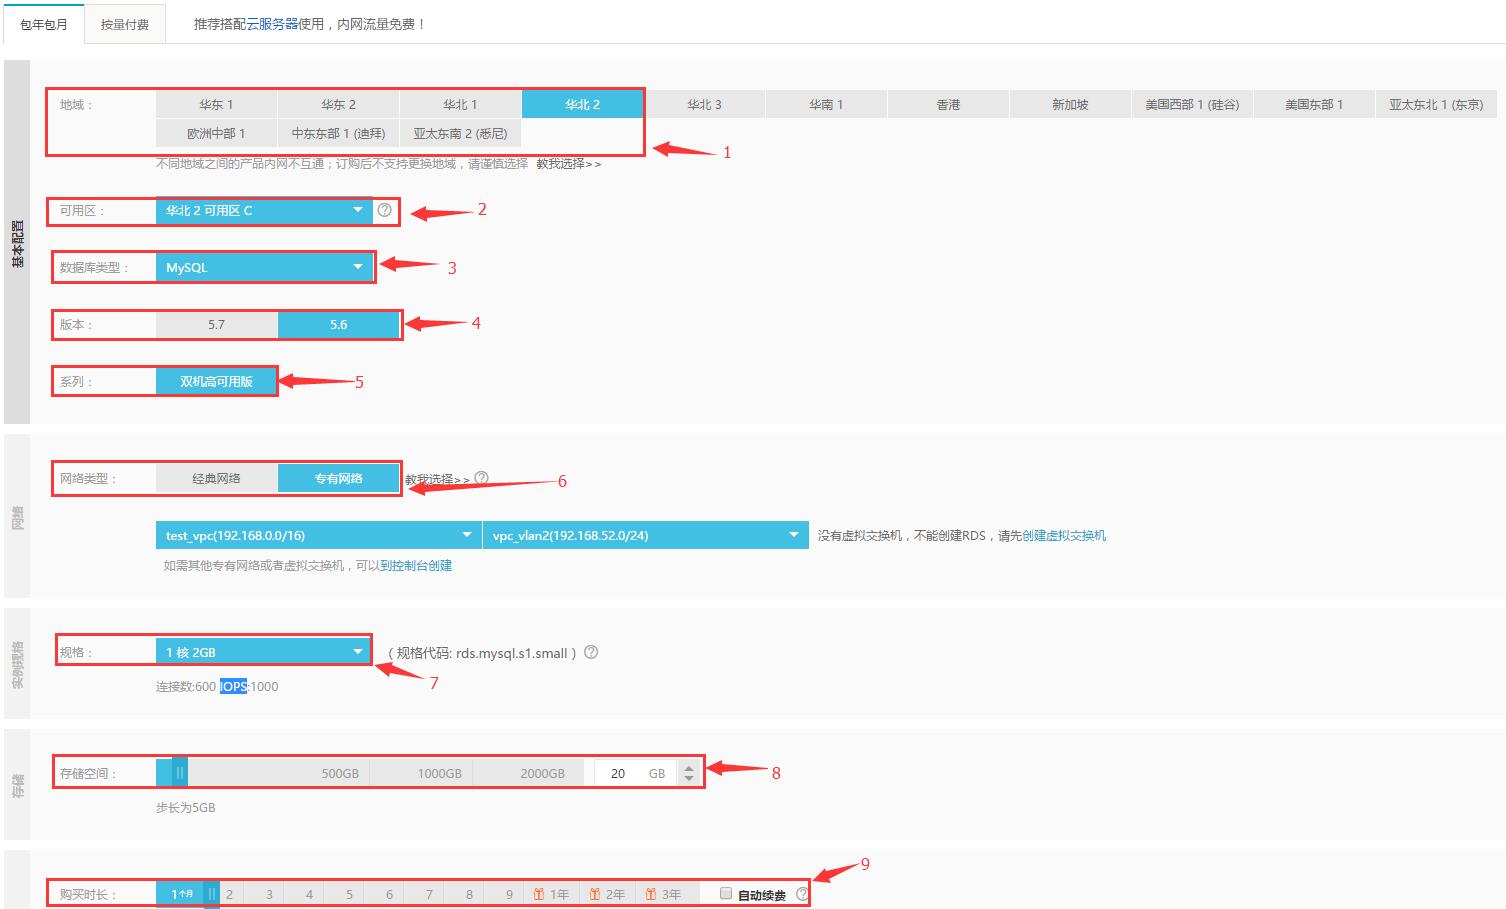 包年包月 按量付费 推荐搭配云服务器使用，内网流量免费！
基本配置
地域： 华东 1 华东 2 华北 1 华北 2 华北 3 华南 1 香港 新加坡 美国西部 1 (硅谷) 美国东部 1 亚太东北 1 (东京)
欧洲中部 1 中东东部 1 (迪拜) 亚太东南 2 (悉尼)
1
不同地域之间的产品内网不互通；订购后不支持更换地域，请谨慎选择 教我选择>>
可用区： 华北 2 可用区 C ? 2
数据库类型： MySQL 3
版本： 5.7 5.6 4
系列： 双机高可用版 5
网络
网络类型： 经典网络 专有网络 教我选择>> ? 6
test_vpc(192.168.0.0/16) vpc_vlan2(192.168.52.0/24) 没有虚拟交换机，不能创建RDS，请先创建虚拟交换机
如需其他专有网络或者虚拟交换机，可以到控制台创建
实例规格
规格： 1 核 2GB （规格代码: rds.mysql.s1.small） ?
7
连接数:600 IOPS:1000
存储
存储空间： 500GB 1000GB 2000GB 20 GB 8
步长为5GB
9
购买时长： 1个月 2 3 4 5 6 7 8 9 1年 2年 3年 自动续费 ?